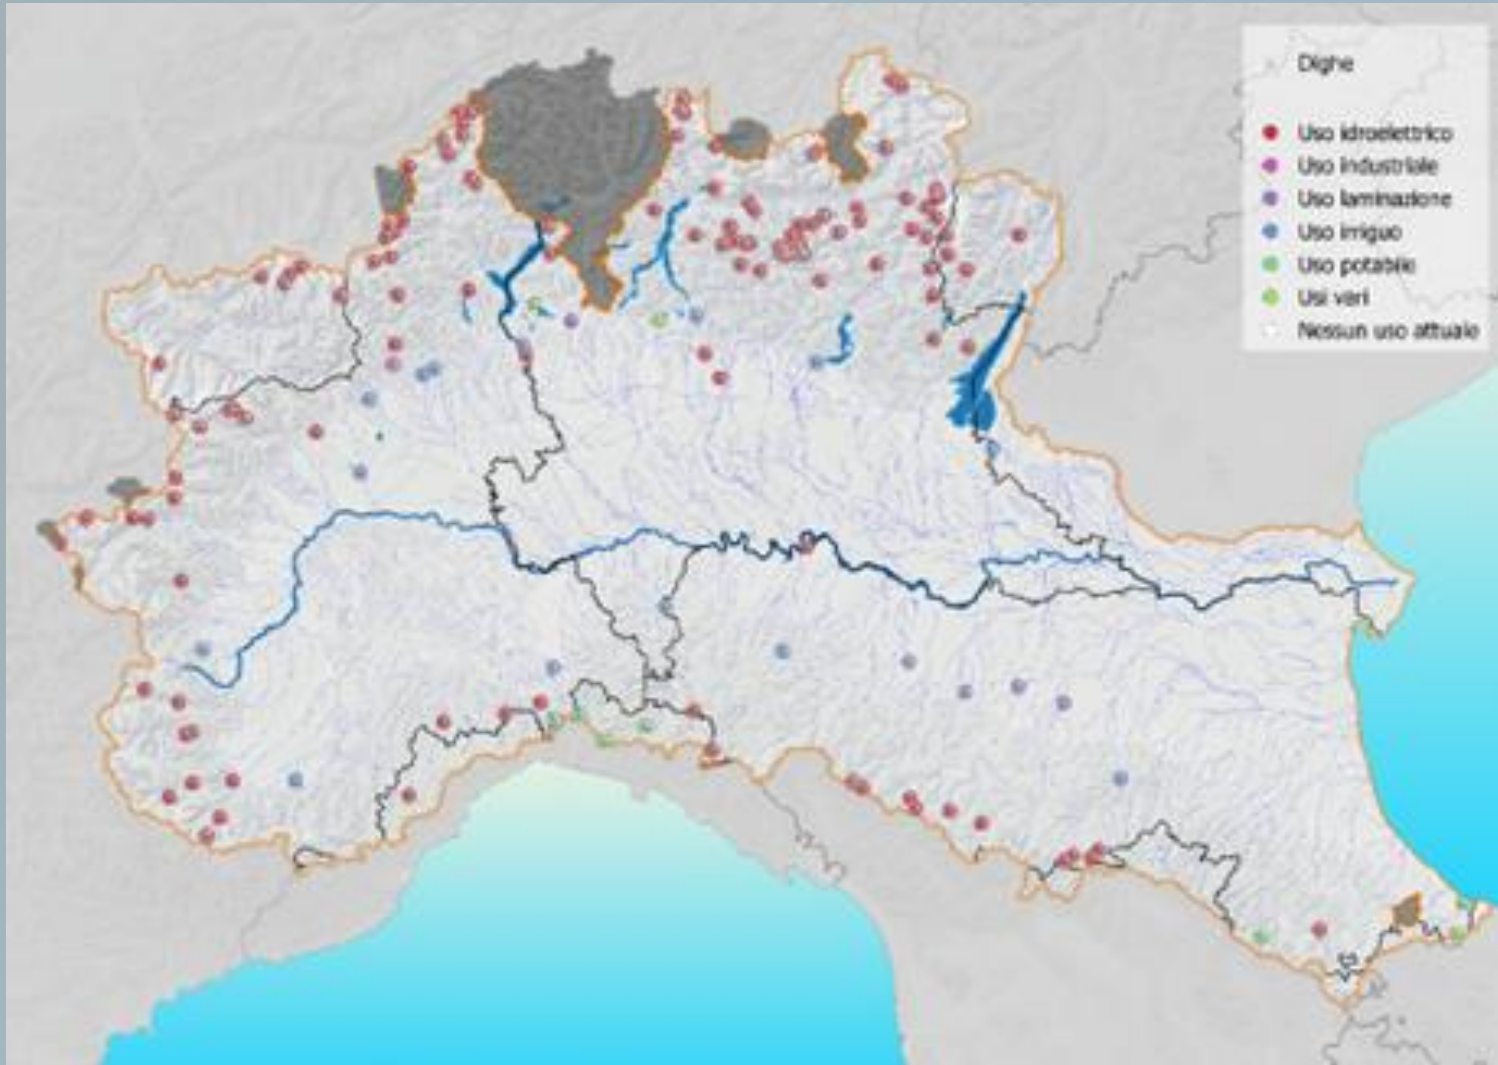 Dighe
Uso idroelettrico
Uso industriale
Uso laminazione
Uso irriguo
Uso potabile
Usi vari
Nessun uso attuale